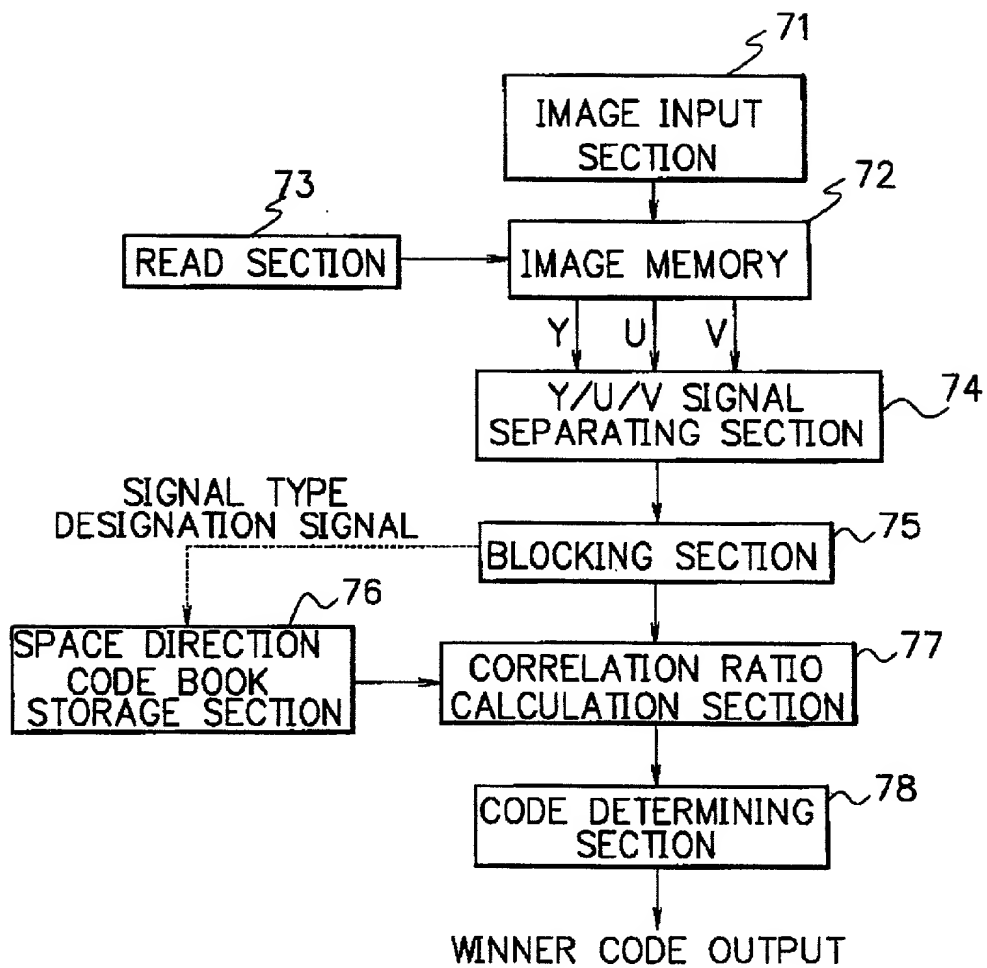 71
IMAGE INPUT
SECTION
73
72
READ SECTION
IMAGE MEMORY
Y U V
Y/U/V SIGNAL
SEPARATING SECTION
74
SIGNAL TYPE
DESIGNATION SIGNAL
BLOCKING SECTION
75
76
SPACE DIRECTION
CODE BOOK
STORAGE SECTION
CORRELATION RATIO
CALCULATION SECTION
77
CODE DETERMINING
SECTION
78
WINNER CODE OUTPUT